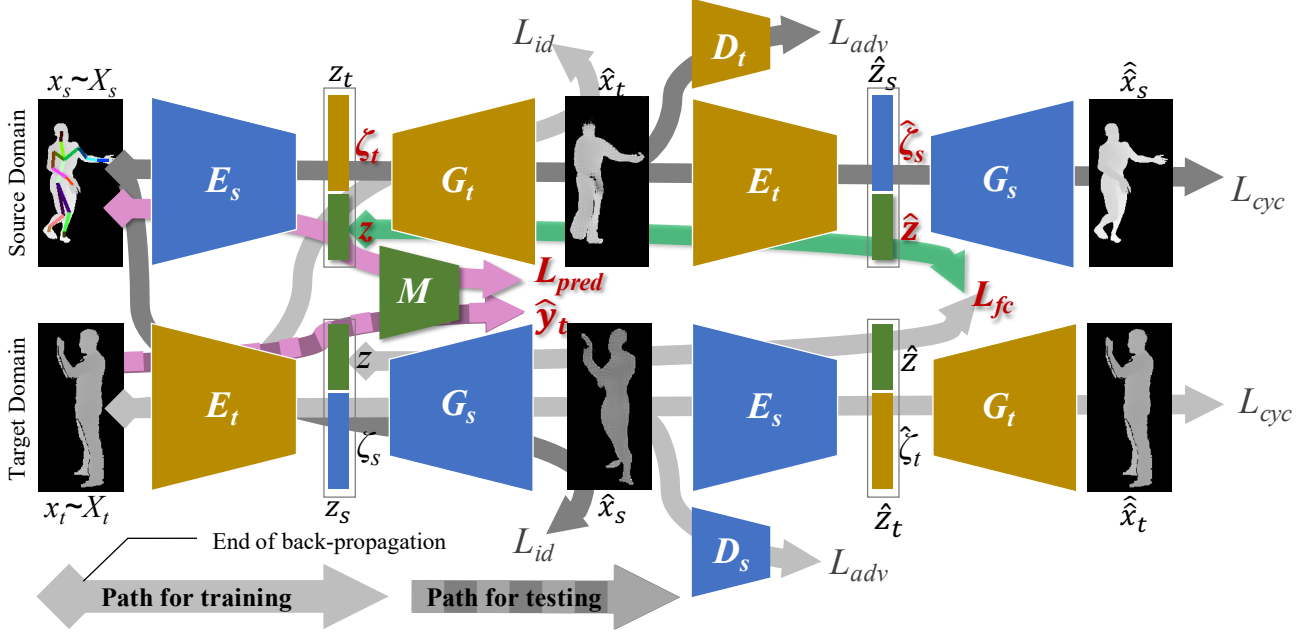 Source Domain
x_s~X_s
E_s
z_t
ζ_t
z
G_t
L_id
x̂_t
D_t
L_adv
E_t
ẑ_s
ζ̂_s
ẑ
G_s
x̂̂_s
L_cyc
M
L_pred
ŷ_t
L_fc
Target Domain
x_t~X_t
E_t
z
ζ_s
z_s
G_s
x̂_s
L_id
E_s
D_s
L_adv
ẑ
ζ̂_t
ẑ_t
G_t
x̂̂_t
L_cyc
End of back-propagation
Path for training
Path for testing